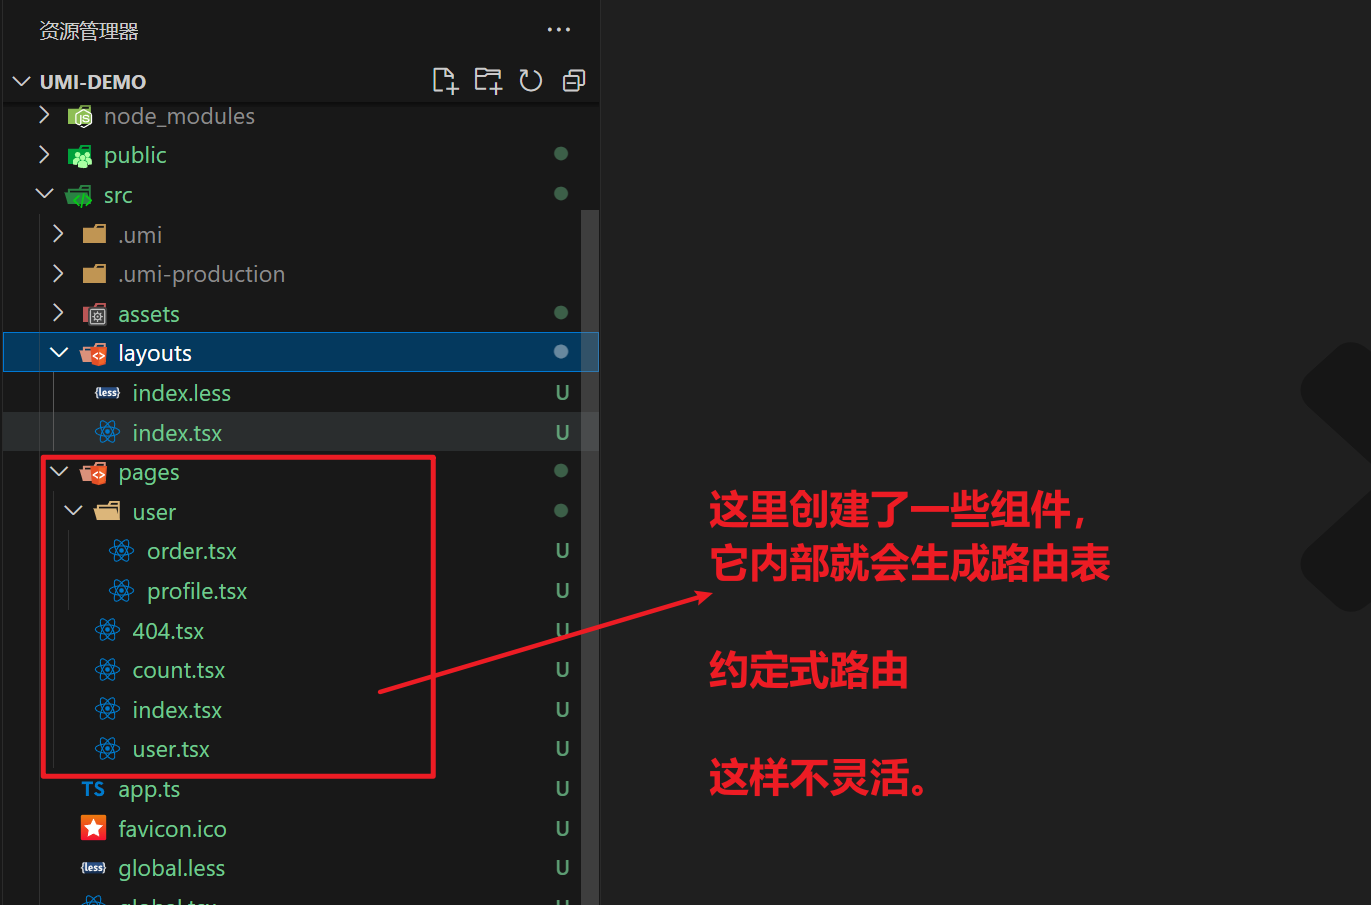 资源管理器
UMI-DEMO
node_modules
public
src
.umi
.umi-production
assets
layouts
index.less U
index.tsx U
pages
user
order.tsx U
profile.tsx U
404.tsx U
count.tsx U
index.tsx U
user.tsx U
TS app.ts U
favicon.ico U
{less} global.less U
global.tsx U
这里创建了一些组件,
它内部就会生成路由表
约定式路由
这样不灵活。